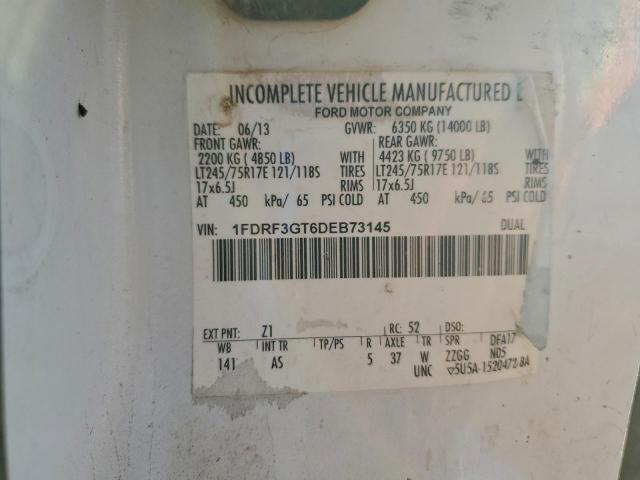 INCOMPLETE VEHICLE MANUFACTURED
FORD MOTOR COMPANY
DATE: 06/13 GVWR: 6350 KG (14000 LB)
FRONT GAWR: REAR GAWR:
2200 KG (4850 LB) WITH 4423 KG (9750 LB) WITH
LT245/75R17E 121/118S TIRES LT245/75R17E 121/118S TIRES
17x6.5J RIMS 17x6.5J RIMS
AT 450 kPa/ 65 PSI COLD AT 450 kPa/ 65 PSI COLD
VIN: 1FDRF3GT6DEB73145 DUAL
EXT PNT: Z1 RC: 52 DSO:
WB INT TR TP/PS R AXLE TR SPR DFA17
141 AS 5 37 W ZZGG N05
UNC ▽5U5A-1520472-BA